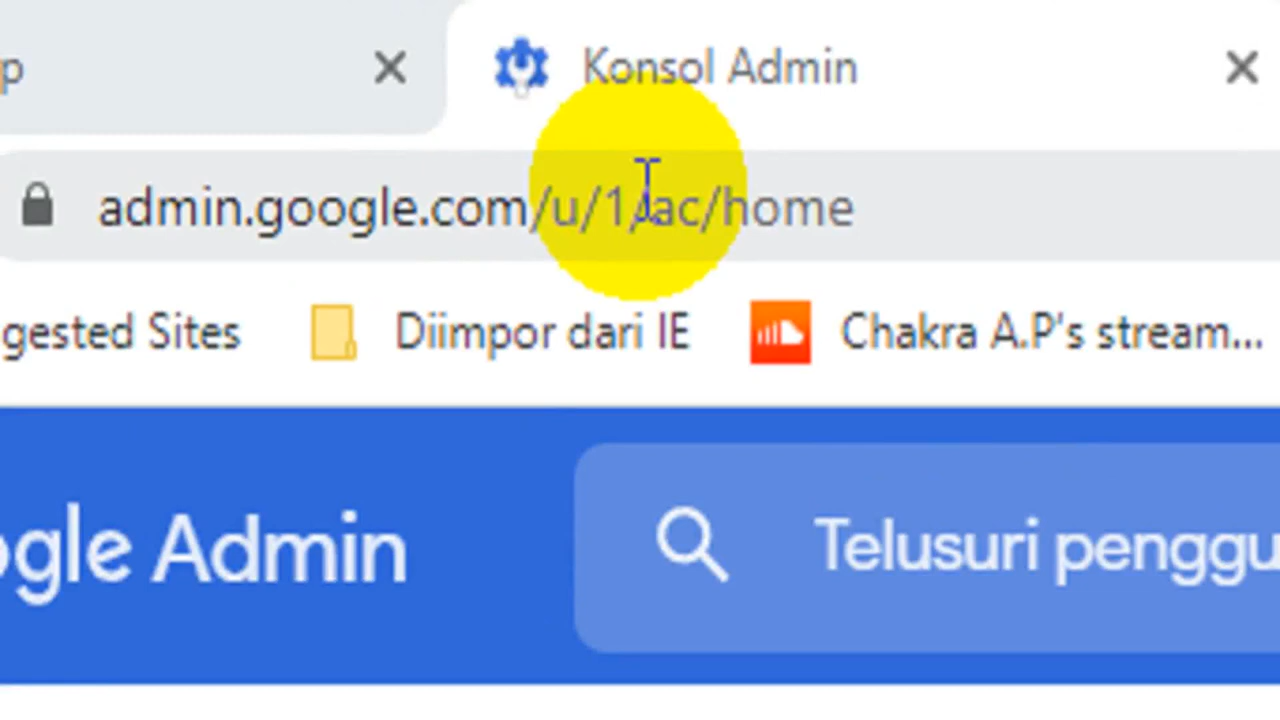 p
Konsol Admin
admin.google.com/u/1/ac/home
gested Sites
Diimpor dari IE
Chakra A.P's stream...
ogle Admin
Telusuri penggu